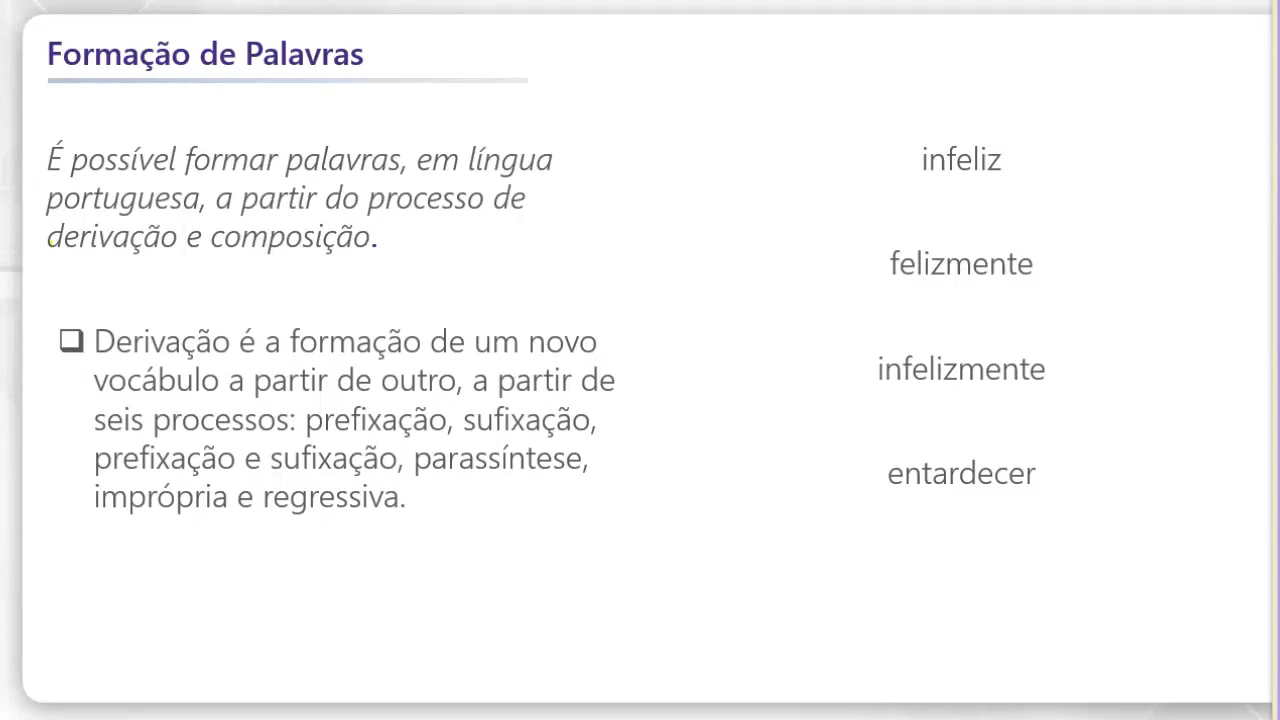 Formação de Palavras
É possível formar palavras, em língua
portuguesa, a partir do processo de
derivação e composição.
❑ Derivação é a formação de um novo
vocábulo a partir de outro, a partir de
seis processos: prefixação, sufixação,
prefixação e sufixação, parassíntese,
imprópria e regressiva.
infeliz
felizmente
infelizmente
entardecer